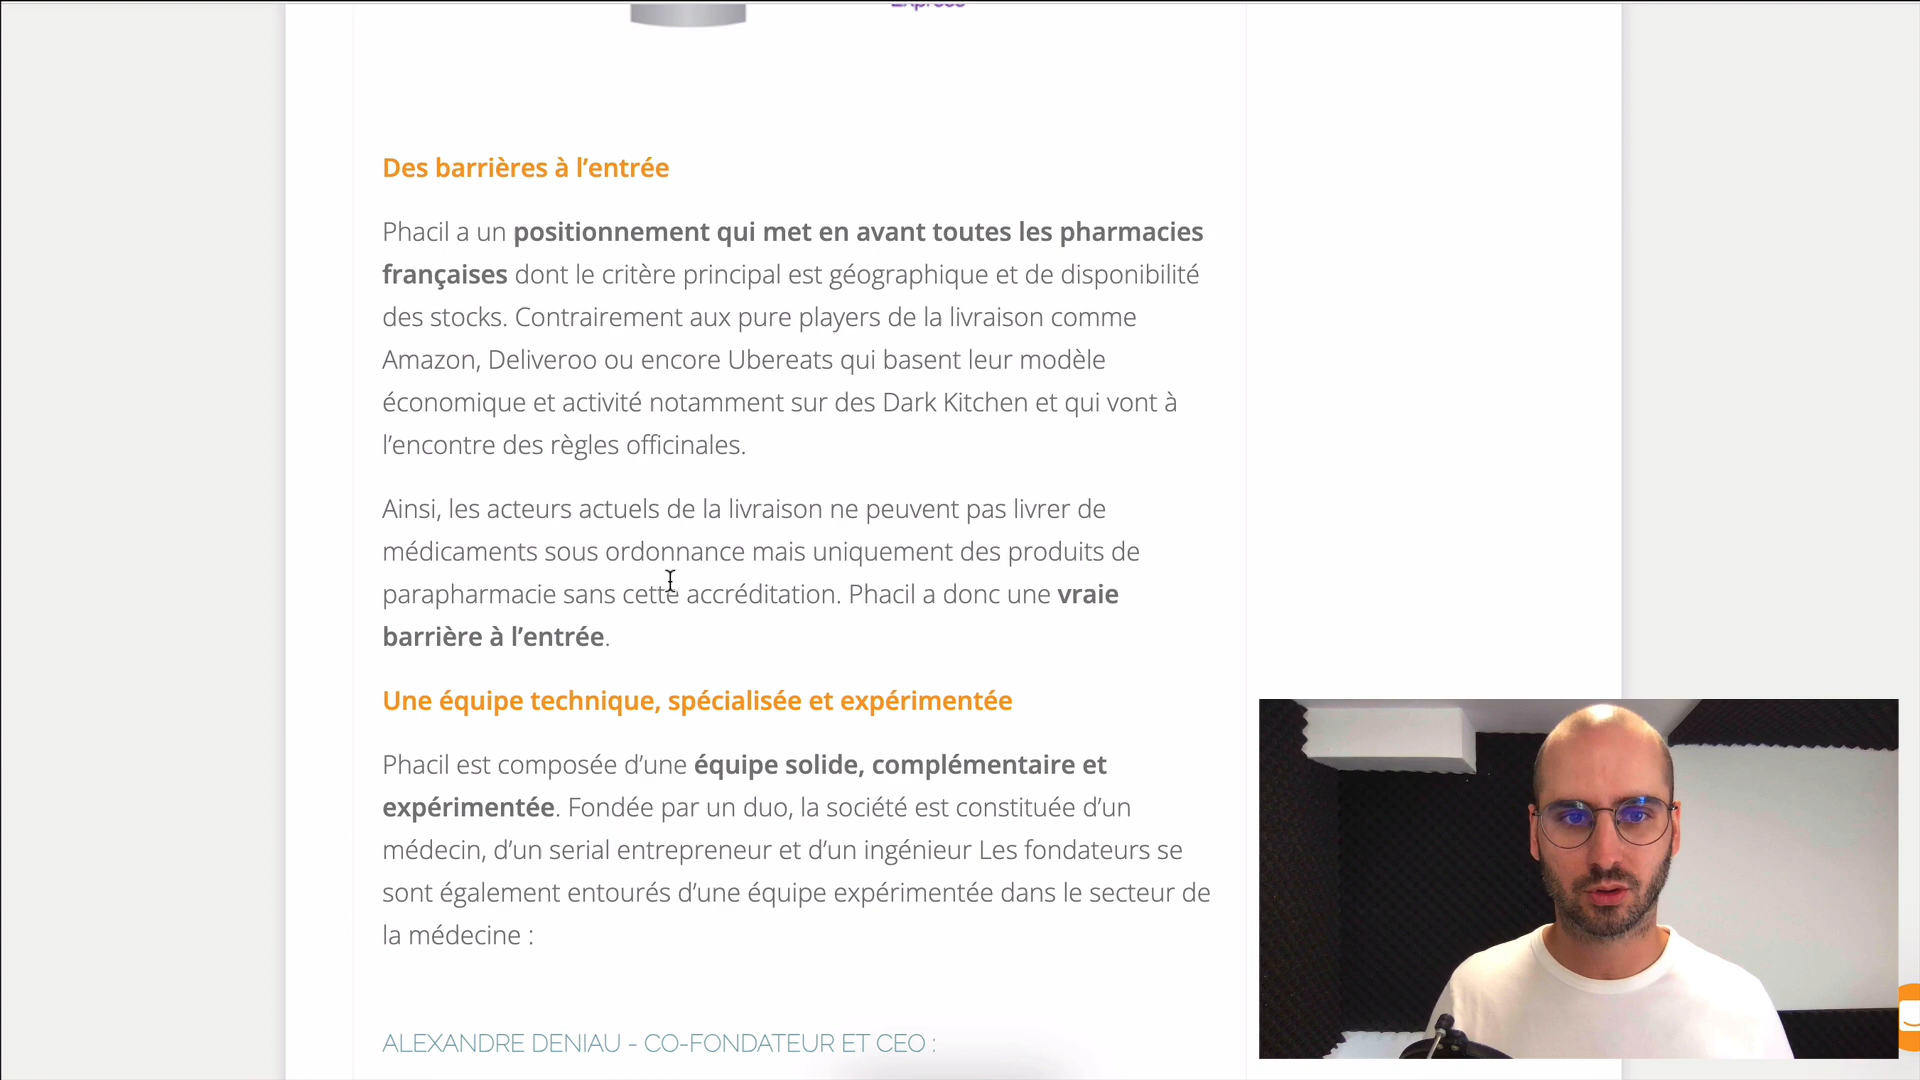 Express
Des barrières à l’entrée
Phacil a un positionnement qui met en avant toutes les pharmacies
françaises dont le critère principal est géographique et de disponibilité
des stocks. Contrairement aux pure players de la livraison comme
Amazon, Deliveroo ou encore Ubereats qui basent leur modèle
économique et activité notamment sur des Dark Kitchen et qui vont à
l’encontre des règles officinales.
Ainsi, les acteurs actuels de la livraison ne peuvent pas livrer de
médicaments sous ordonnance mais uniquement des produits de
parapharmacie sans cette accréditation. Phacil a donc une vraie
barrière à l’entrée.
Une équipe technique, spécialisée et expérimentée
Phacil est composée d’une équipe solide, complémentaire et
expérimentée. Fondée par un duo, la société est constituée d’un
médecin, d’un serial entrepreneur et d’un ingénieur Les fondateurs se
sont également entourés d’une équipe expérimentée dans le secteur de
la médecine :
ALEXANDRE DENIAU - CO-FONDATEUR ET CEO :